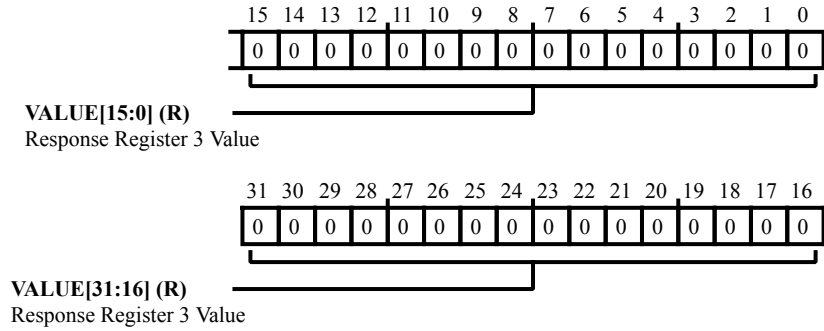 15 14 13 12 11 10 9 8 7 6 5 4 3 2 1 0
0 0 0 0 0 0 0 0 0 0 0 0 0 0 0 0
VALUE[15:0] (R)
Response Register 3 Value
31 30 29 28 27 26 25 24 23 22 21 20 19 18 17 16
0 0 0 0 0 0 0 0 0 0 0 0 0 0 0 0
VALUE[31:16] (R)
Response Register 3 Value